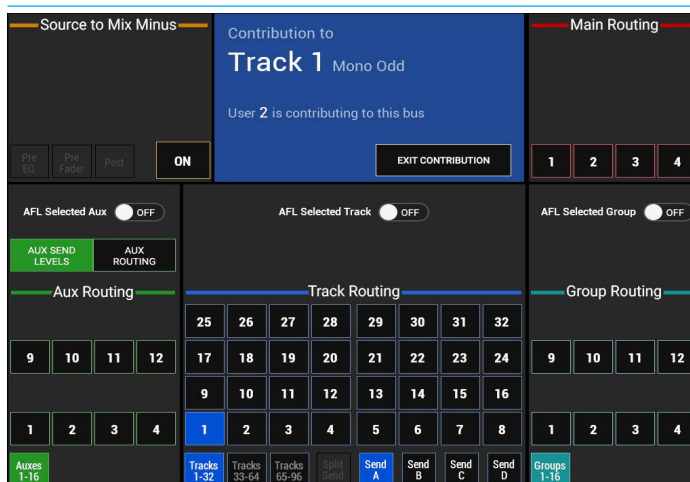 Source to Mix Minus
Pre EQ
Pre Fader
Post
ON
Contribution to
Track 1 Mono Odd
User 2 is contributing to this bus
EXIT CONTRIBUTION
Main Routing
1 2 3 4
AFL Selected Aux OFF
AFL Selected Track OFF
AFL Selected Group OFF
AUX SEND LEVELS
AUX ROUTING
Aux Routing
9 10 11 12
1 2 3 4
Auxes 1-16
Track Routing
25 26 27 28 29 30 31 32
17 18 19 20 21 22 23 24
9 10 11 12 13 14 15 16
1 2 3 4 5 6 7 8
Tracks 1-32
Tracks 33-64
Tracks 65-96
Split Send
Send A
Send B
Send C
Send D
Group Routing
9 10 11 12
1 2 3 4
Groups 1-16